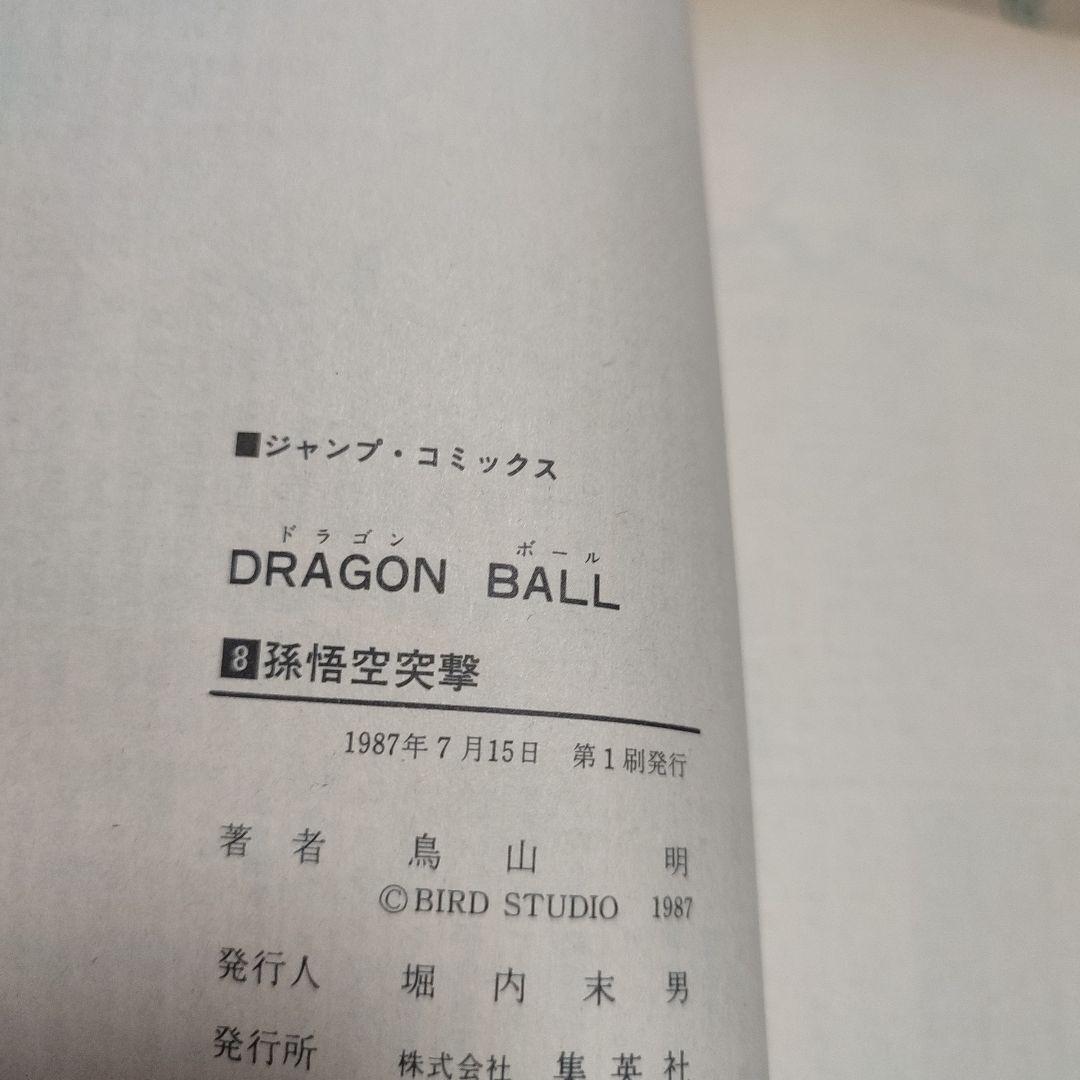 ■ジャンプ・コミックス
ドラゴン ボール
DRAGON BALL
8孫悟空突撃
1987年7月15日 第1刷発行
著者 鳥山明
©BIRD STUDIO 1987
発行人 堀内末男
発行所 株式会社 集英社